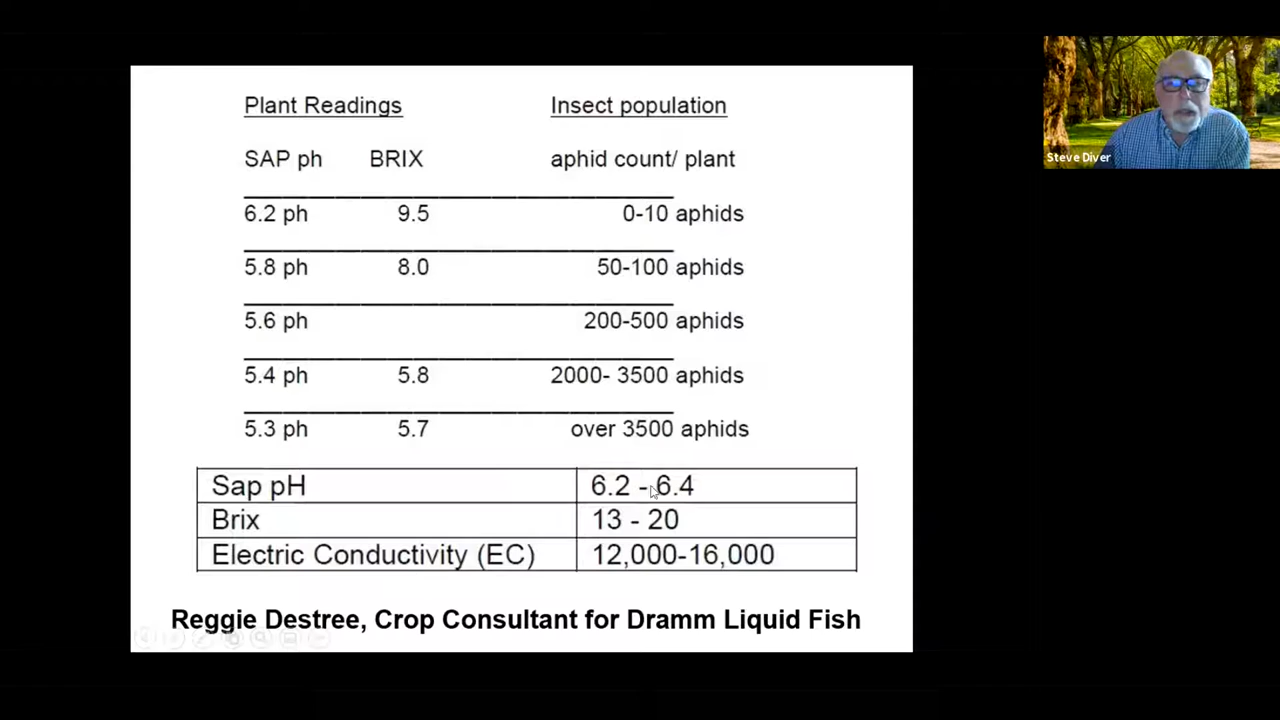 Plant Readings Insect population
SAP ph BRIX aphid count/ plant
6.2 ph 9.5 0-10 aphids
5.8 ph 8.0 50-100 aphids
5.6 ph 200-500 aphids
5.4 ph 5.8 2000- 3500 aphids
5.3 ph 5.7 over 3500 aphids
Sap pH 6.2 - 6.4
Brix 13 - 20
Electric Conductivity (EC) 12,000-16,000
Reggie Destree, Crop Consultant for Dramm Liquid Fish
Steve Diver